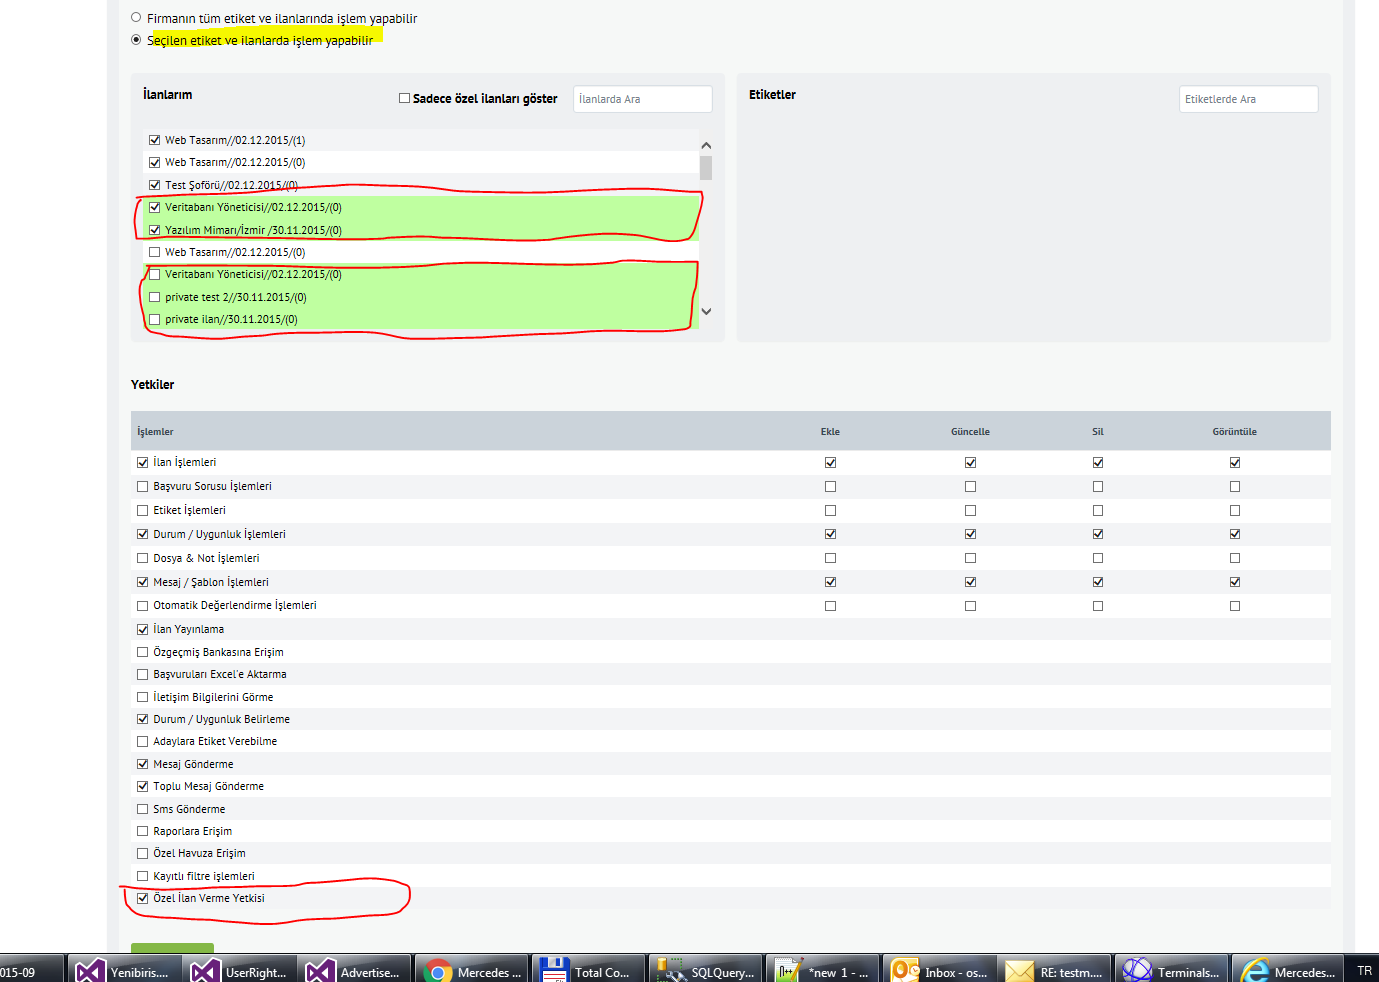 Firmanın tüm etiket ve ilanlarında işlem yapabilir
Seçilen etiket ve ilanlarda işlem yapabilir
İlanlarım
Sadece özel ilanları göster
İlanlarda Ara
Etiketler
Etiketlerde Ara
Web Tasarım//02.12.2015/(1)
Web Tasarım//02.12.2015/(0)
Test Şoförü//02.12.2015/(0)
Veritabanı Yöneticisi//02.12.2015/(0)
Yazılım Mimarı/İzmir /30.11.2015/(0)
Web Tasarım//02.12.2015/(0)
Veritabanı Yöneticisi//02.12.2015/(0)
private test 2//30.11.2015/(0)
private ilan//30.11.2015/(0)
Yetkiler
İşlemler Ekle Güncelle Sil Görüntüle
İlan İşlemleri
Başvuru Sorusu İşlemleri
Etiket İşlemleri
Durum / Uygunluk İşlemleri
Dosya & Not İşlemleri
Mesaj / Şablon İşlemleri
Otomatik Değerlendirme İşlemleri
İlan Yayınlama
Özgeçmiş Bankasına Erişim
Başvuruları Excel'e Aktarma
İletişim Bilgilerini Görme
Durum / Uygunluk Belirleme
Adaylara Etiket Verebilme
Mesaj Gönderme
Toplu Mesaj Gönderme
Sms Gönderme
Raporlara Erişim
Özel Havuza Erişim
Kayıtlı filtre işlemleri
Özel İlan Verme Yetkisi
015-09 Yenibiris.... UserRight... Advertise... Mercedes ... Total Co... SQLQuery... *new 1 - ... Inbox - os... RE: testm.... Terminals... Mercedes... TR